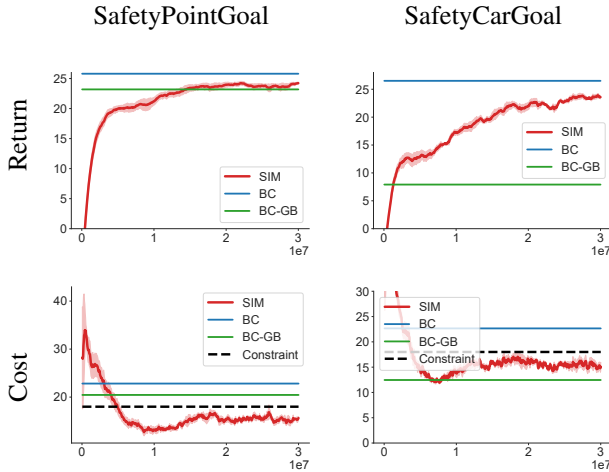 SafetyPointGoal
SafetyCarGoal
Return
25
20
15
10
5
0
0
1
2
3
1e7
SIM
BC
BC-GB
25
20
15
10
5
0
0
1
2
3
1e7
SIM
BC
BC-GB
Cost
40
30
20
0
1
2
3
1e7
SIM
BC
BC-GB
Constraint
30
25
20
15
10
5
0
0
1
2
3
1e7
SIM
BC
BC-GB
Constraint